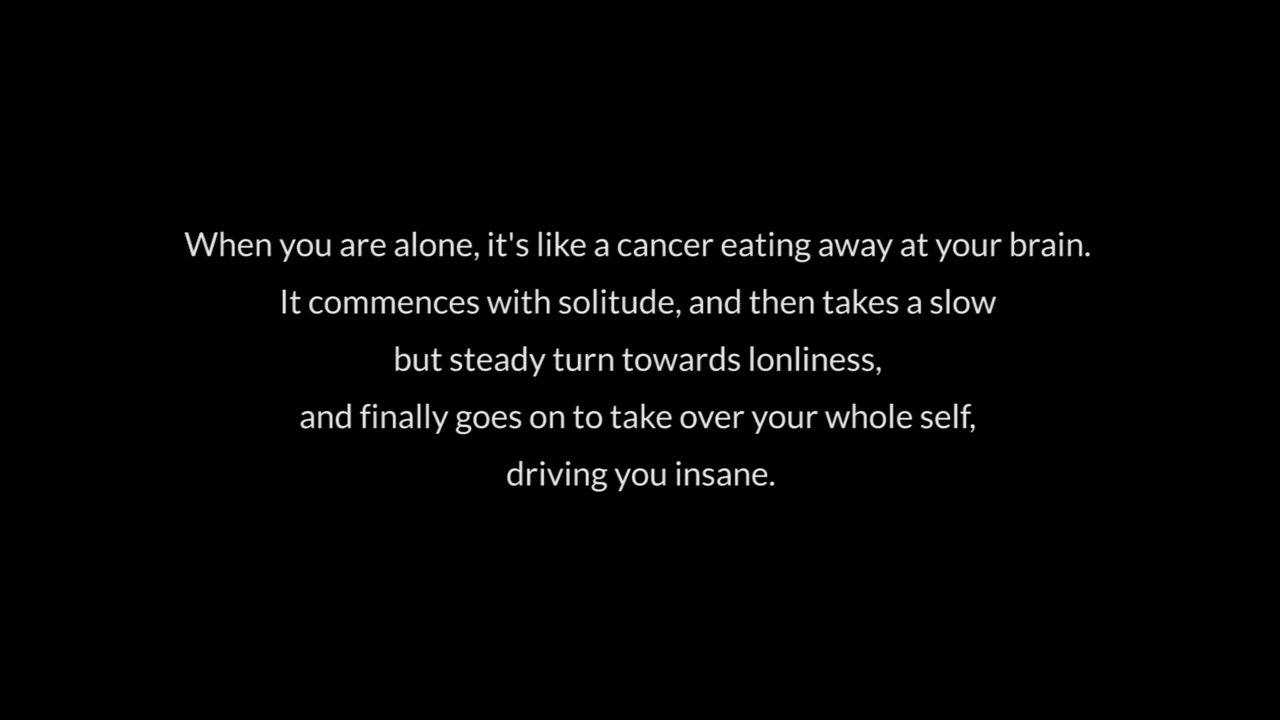 When you are alone, it's like a cancer eating away at your brain.
It commences with solitude, and then takes a slow
but steady turn towards lonliness,
and finally goes on to take over your whole self,
driving you insane.